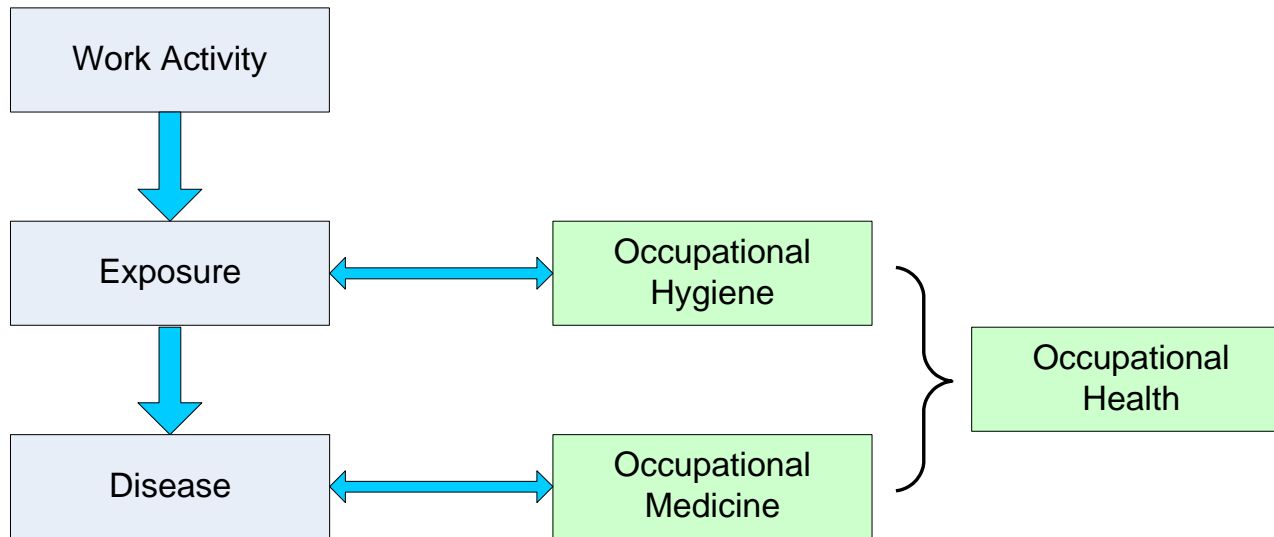 Work Activity
Exposure
Occupational
Hygiene
Occupational
Health
Disease
Occupational
Medicine